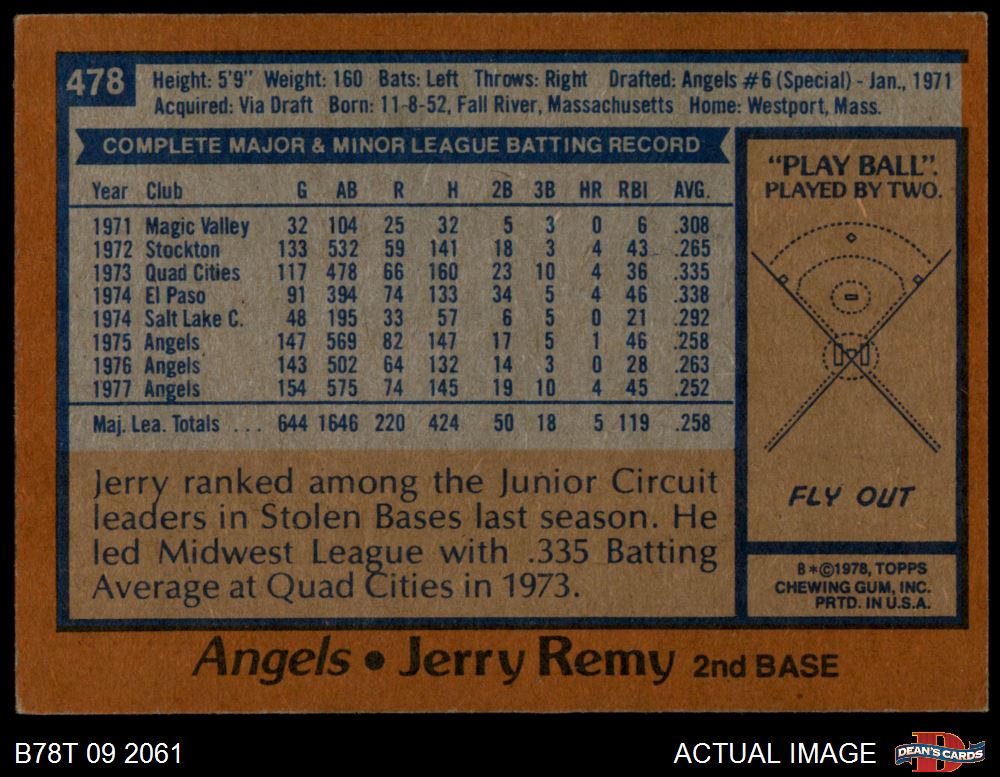 478
Height: 5'9" Weight: 160 Bats: Left Throws: Right Drafted: Angels #6 (Special) - Jan., 1971
Acquired: Via Draft Born: 11-8-52, Fall River, Massachusetts Home: Westport, Mass.
COMPLETE MAJOR & MINOR LEAGUE BATTING RECORD
Year Club G AB R H 2B 3B HR RBI AVG.
1971 Magic Valley 32 104 25 32 5 3 0 6 .308
1972 Stockton 133 532 59 141 18 3 4 43 .265
1973 Quad Cities 117 478 66 160 23 10 4 36 .335
1974 El Paso 91 394 74 133 34 5 4 46 .338
1974 Salt Lake C. 48 195 33 57 6 5 0 21 .292
1975 Angels 147 569 82 147 17 5 1 46 .258
1976 Angels 143 502 64 132 14 3 0 28 .263
1977 Angels 154 575 74 145 19 10 4 45 .252
Maj. Lea. Totals ... 644 1646 220 424 50 18 5 119 .258
Jerry ranked among the Junior Circuit
leaders in Stolen Bases last season. He
led Midwest League with .335 Batting
Average at Quad Cities in 1973.
"PLAY BALL".
PLAYED BY TWO.
FLY OUT
B*©1978, TOPPS
CHEWING GUM, INC.
PRTD. IN U.S.A.
Angels • Jerry Remy 2nd BASE
B78T 09 2061
ACTUAL IMAGE
DEAN'S CARDS